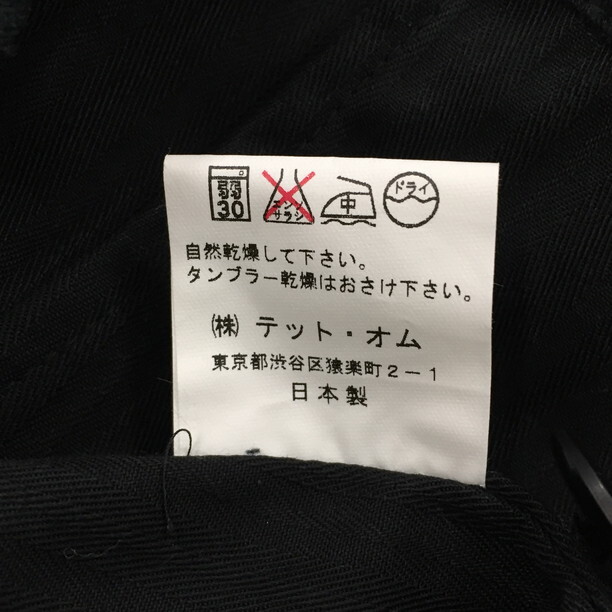 弱 30 エンソ サラシ 中 ドライ
自然乾燥して下さい。
タンブラー乾燥はおさけ下さい。
㈱ テット・オム
東京都渋谷区猿楽町2-1
日本製